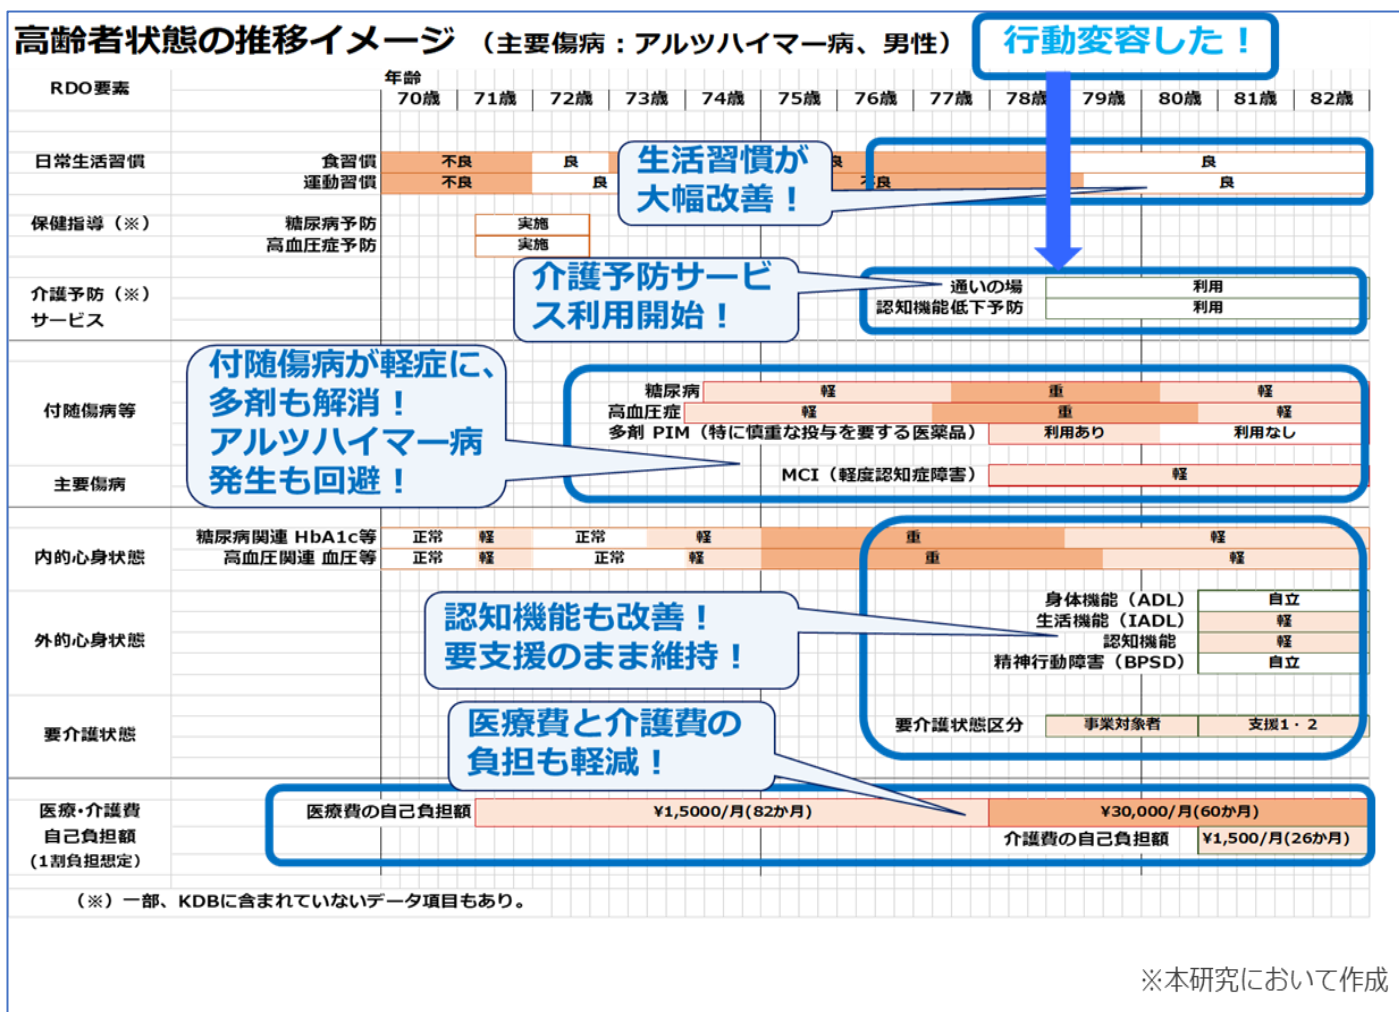 高齢者状態の推移イメージ （主要傷病：アルツハイマー病、男性）
行動変容した！
RDO要素
年齢
70歳 71歳 72歳 73歳 74歳 75歳 76歳 77歳 78歳 79歳 80歳 81歳 82歳
日常生活習慣 食習慣 不良 良 良 良
運動習慣 不良 良 不良 良
生活習慣が
大幅改善！
保健指導（※） 糖尿病予防 実施
高血圧症予防 実施
介護予防サービ
ス利用開始！
介護予防（※）
サービス
通いの場 利用
認知機能低下予防 利用
付随傷病が軽症に、
多剤も解消！
アルツハイマー病
発生も回避！
付随傷病等 糖尿病 軽 重 軽
高血圧症 軽 重 軽
多剤 PIM（特に慎重な投与を要する医薬品） 利用あり 利用なし
主要傷病 MCI（軽度認知症障害） 軽
内的心身状態 糖尿病関連 HbA1c等 正常 軽 正常 軽 重 軽
高血圧関連 血圧等 正常 軽 正常 軽 重 軽
認知機能も改善！
要支援のまま維持！
外的心身状態 身体機能（ADL） 自立
生活機能（IADL） 軽
認知機能 軽
精神行動障害（BPSD） 自立
医療費と介護費の
負担も軽減！
要介護状態 要介護状態区分 事業対象者 支援1・2
医療・介護費
自己負担額
(1割負担想定)
医療費の自己負担額 ¥1,5000/月(82か月) ¥30,000/月(60か月)
介護費の自己負担額 ¥1,500/月(26か月)
（※）一部、KDBに含まれていないデータ項目もあり。
※本研究において作成